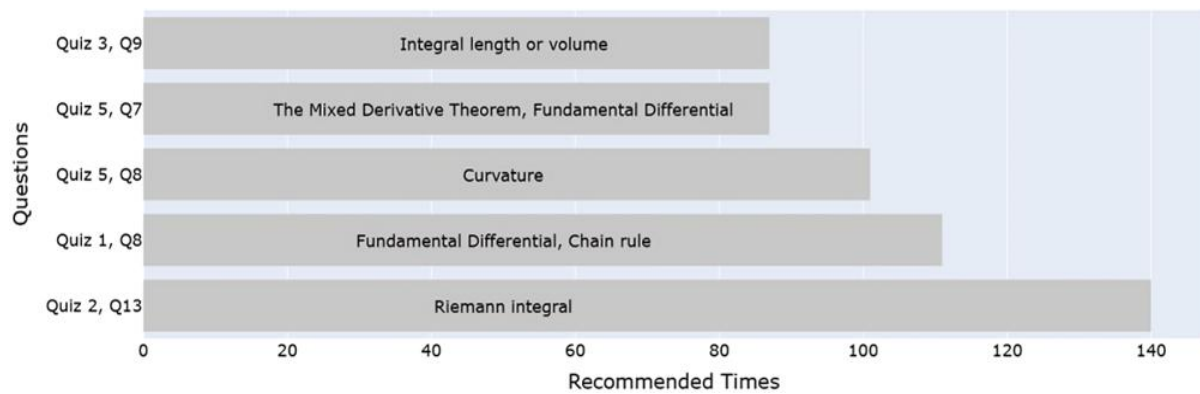 Quiz 3, Q9
Integral length or volume
Quiz 5, Q7
The Mixed Derivative Theorem, Fundamental Differential
Quiz 5, Q8
Curvature
Quiz 1, Q8
Fundamental Differential, Chain rule
Quiz 2, Q13
Riemann integral
Questions
0 20 40 60 80 100 120 140
Recommended Times